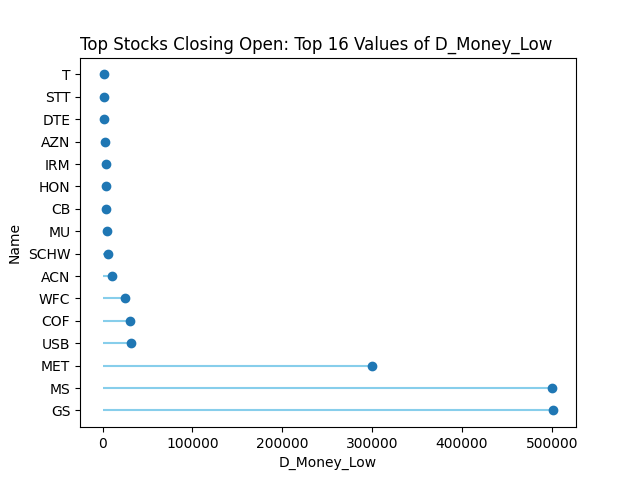 Top Stocks Closing Open: Top 16 Values of D_Money_Low
T
STT
DTE
AZN
IRM
HON
CB
MU
SCHW
ACN
WFC
COF
USB
MET
MS
GS
Name
0 100000 200000 300000 400000 500000
D_Money_Low